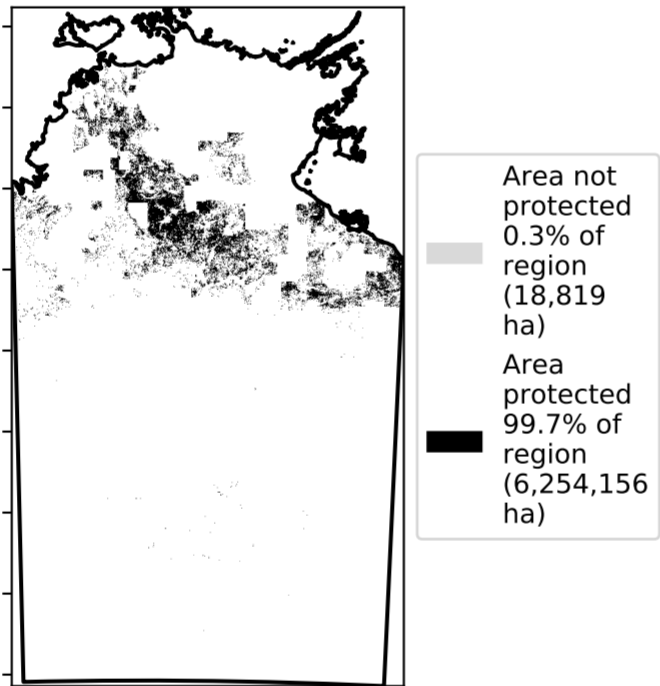 Area not
protected
0.3% of
region
(18,819
ha)
Area
protected
99.7% of
region
(6,254,156
ha)